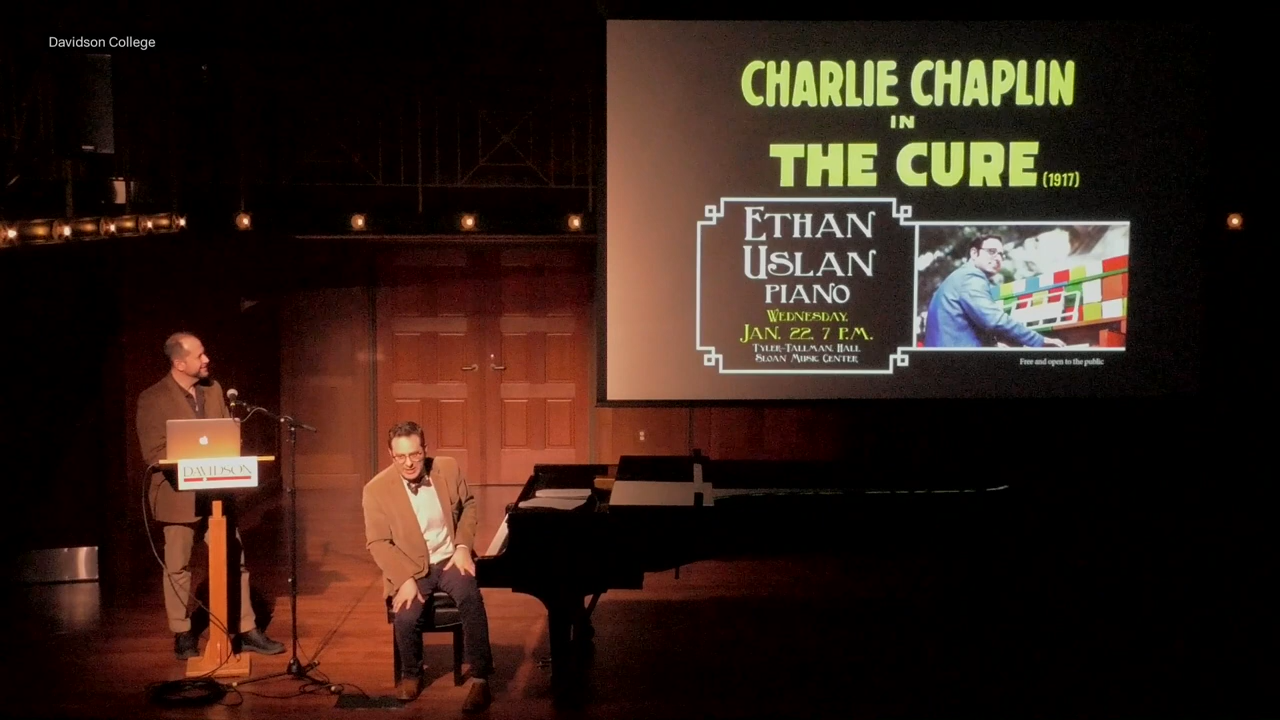 Davidson College
CHARLIE CHAPLIN
IN
THE CURE (1917)
ETHAN
USLAN
PIANO
WEDNESDAY,
JAN. 22, 7 P.M.
TYLER-TALLMAN, HALL
SLOAN MUSIC CENTER
Free and open to the public
DAVIDSON